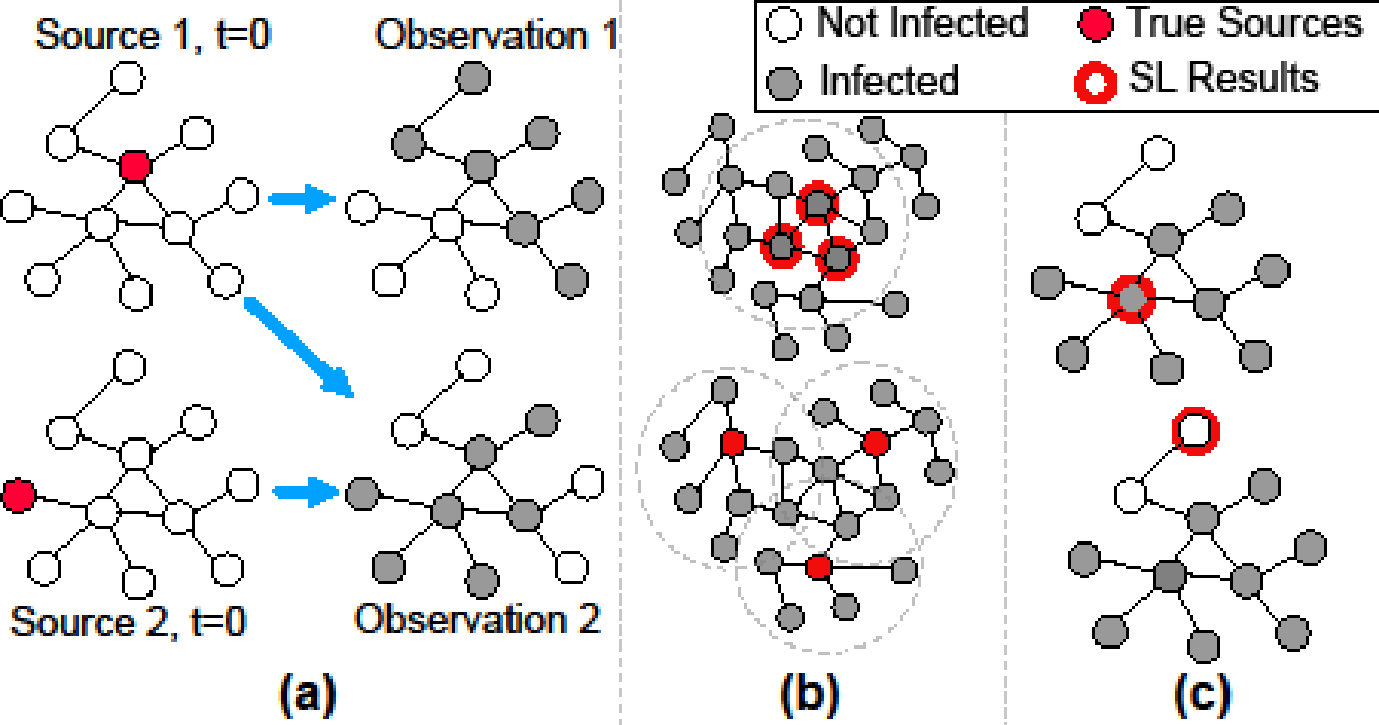 Source 1, t=0
Observation 1
Not Infected
True Sources
Infected
SL Results
Source 2, t=0
Observation 2
(a)
(b)
(c)